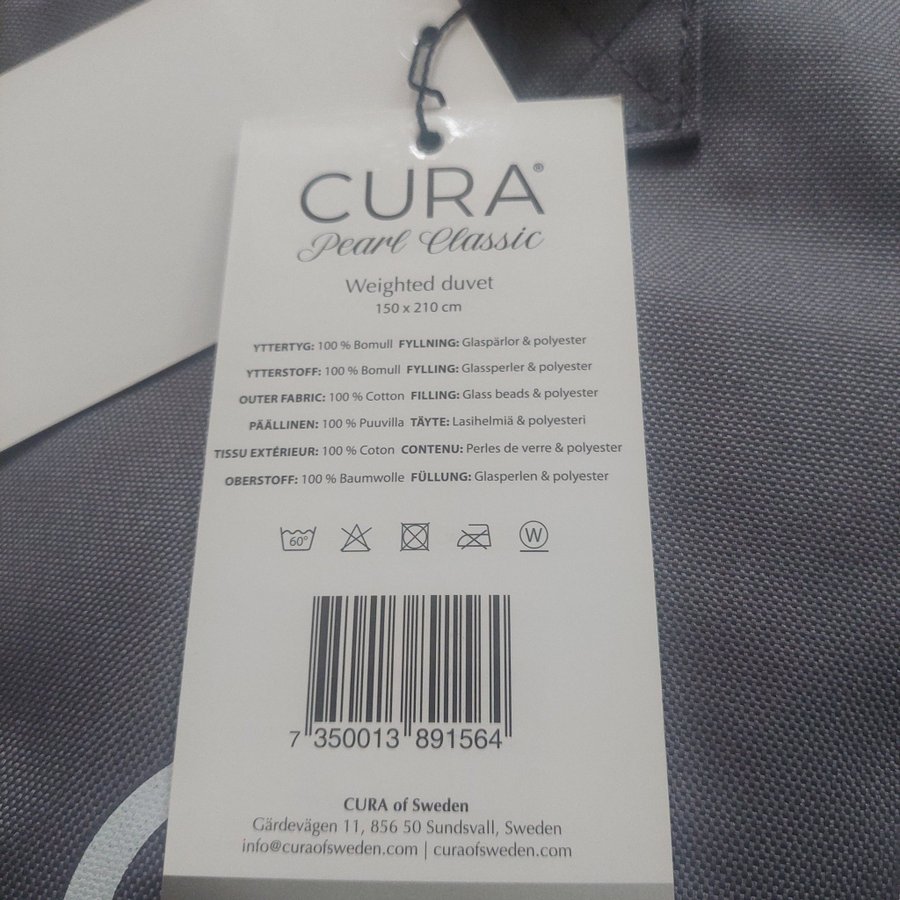 CURA®
Pearl Classic
Weighted duvet
150 x 210 cm
YTTERTYG: 100 % Bomull FYLLNING: Glaspärlor & polyester
YTTERSTOFF: 100 % Bomull FYLLING: Glassperler & polyester
OUTER FABRIC: 100 % Cotton FILLING: Glass beads & polyester
PÄÄLLINEN: 100 % Puuvilla TÄYTE: Lasihelmiä & polyesteri
TISSU EXTÉRIEUR: 100 % Coton CONTENU: Perles de verre & polyester
OBERSTOFF: 100 % Baumwolle FÜLLUNG: Glasperlen & polyester
60° W
7 350013 891564
CURA of Sweden
Gärdevägen 11, 856 50 Sundsvall, Sweden
info@curaofsweden.com | curaofsweden.com